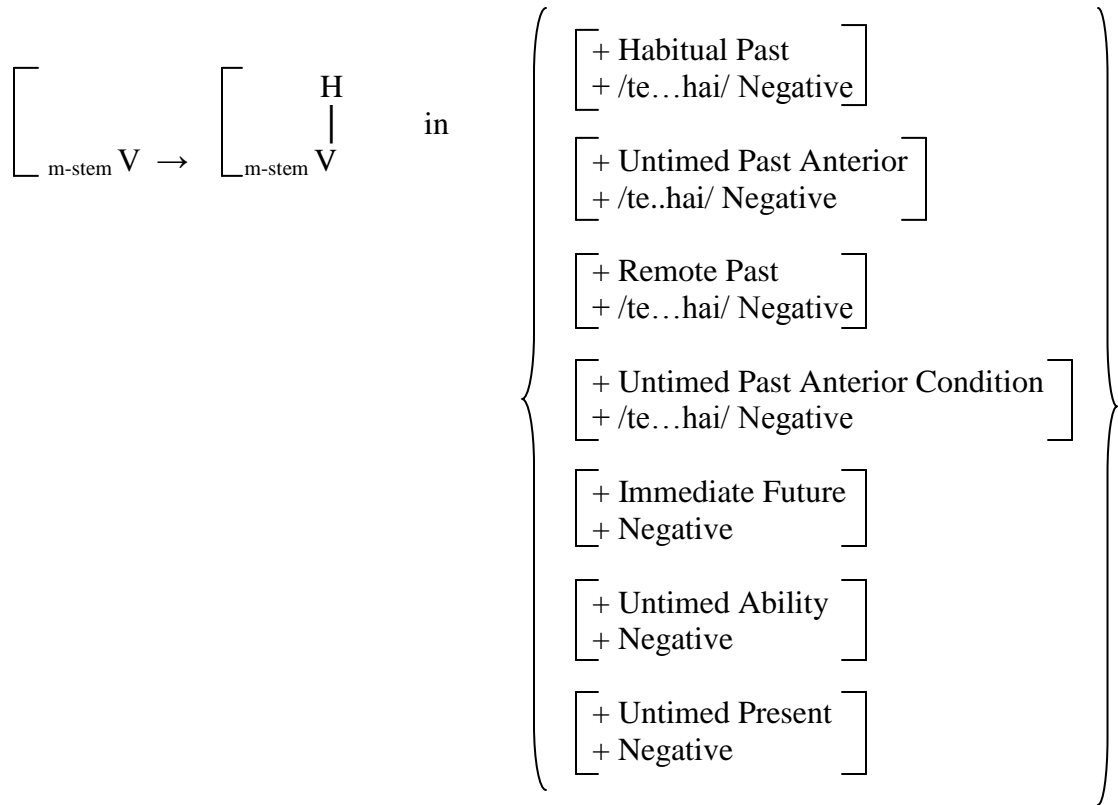 + Habitual Past
+ /te…hai/ Negative
H
m-stem V → m-stem V in
+ Untimed Past Anterior
+ /te..hai/ Negative
+ Remote Past
+ /te…hai/ Negative
+ Untimed Past Anterior Condition
+ /te…hai/ Negative
+ Immediate Future
+ Negative
+ Untimed Ability
+ Negative
+ Untimed Present
+ Negative